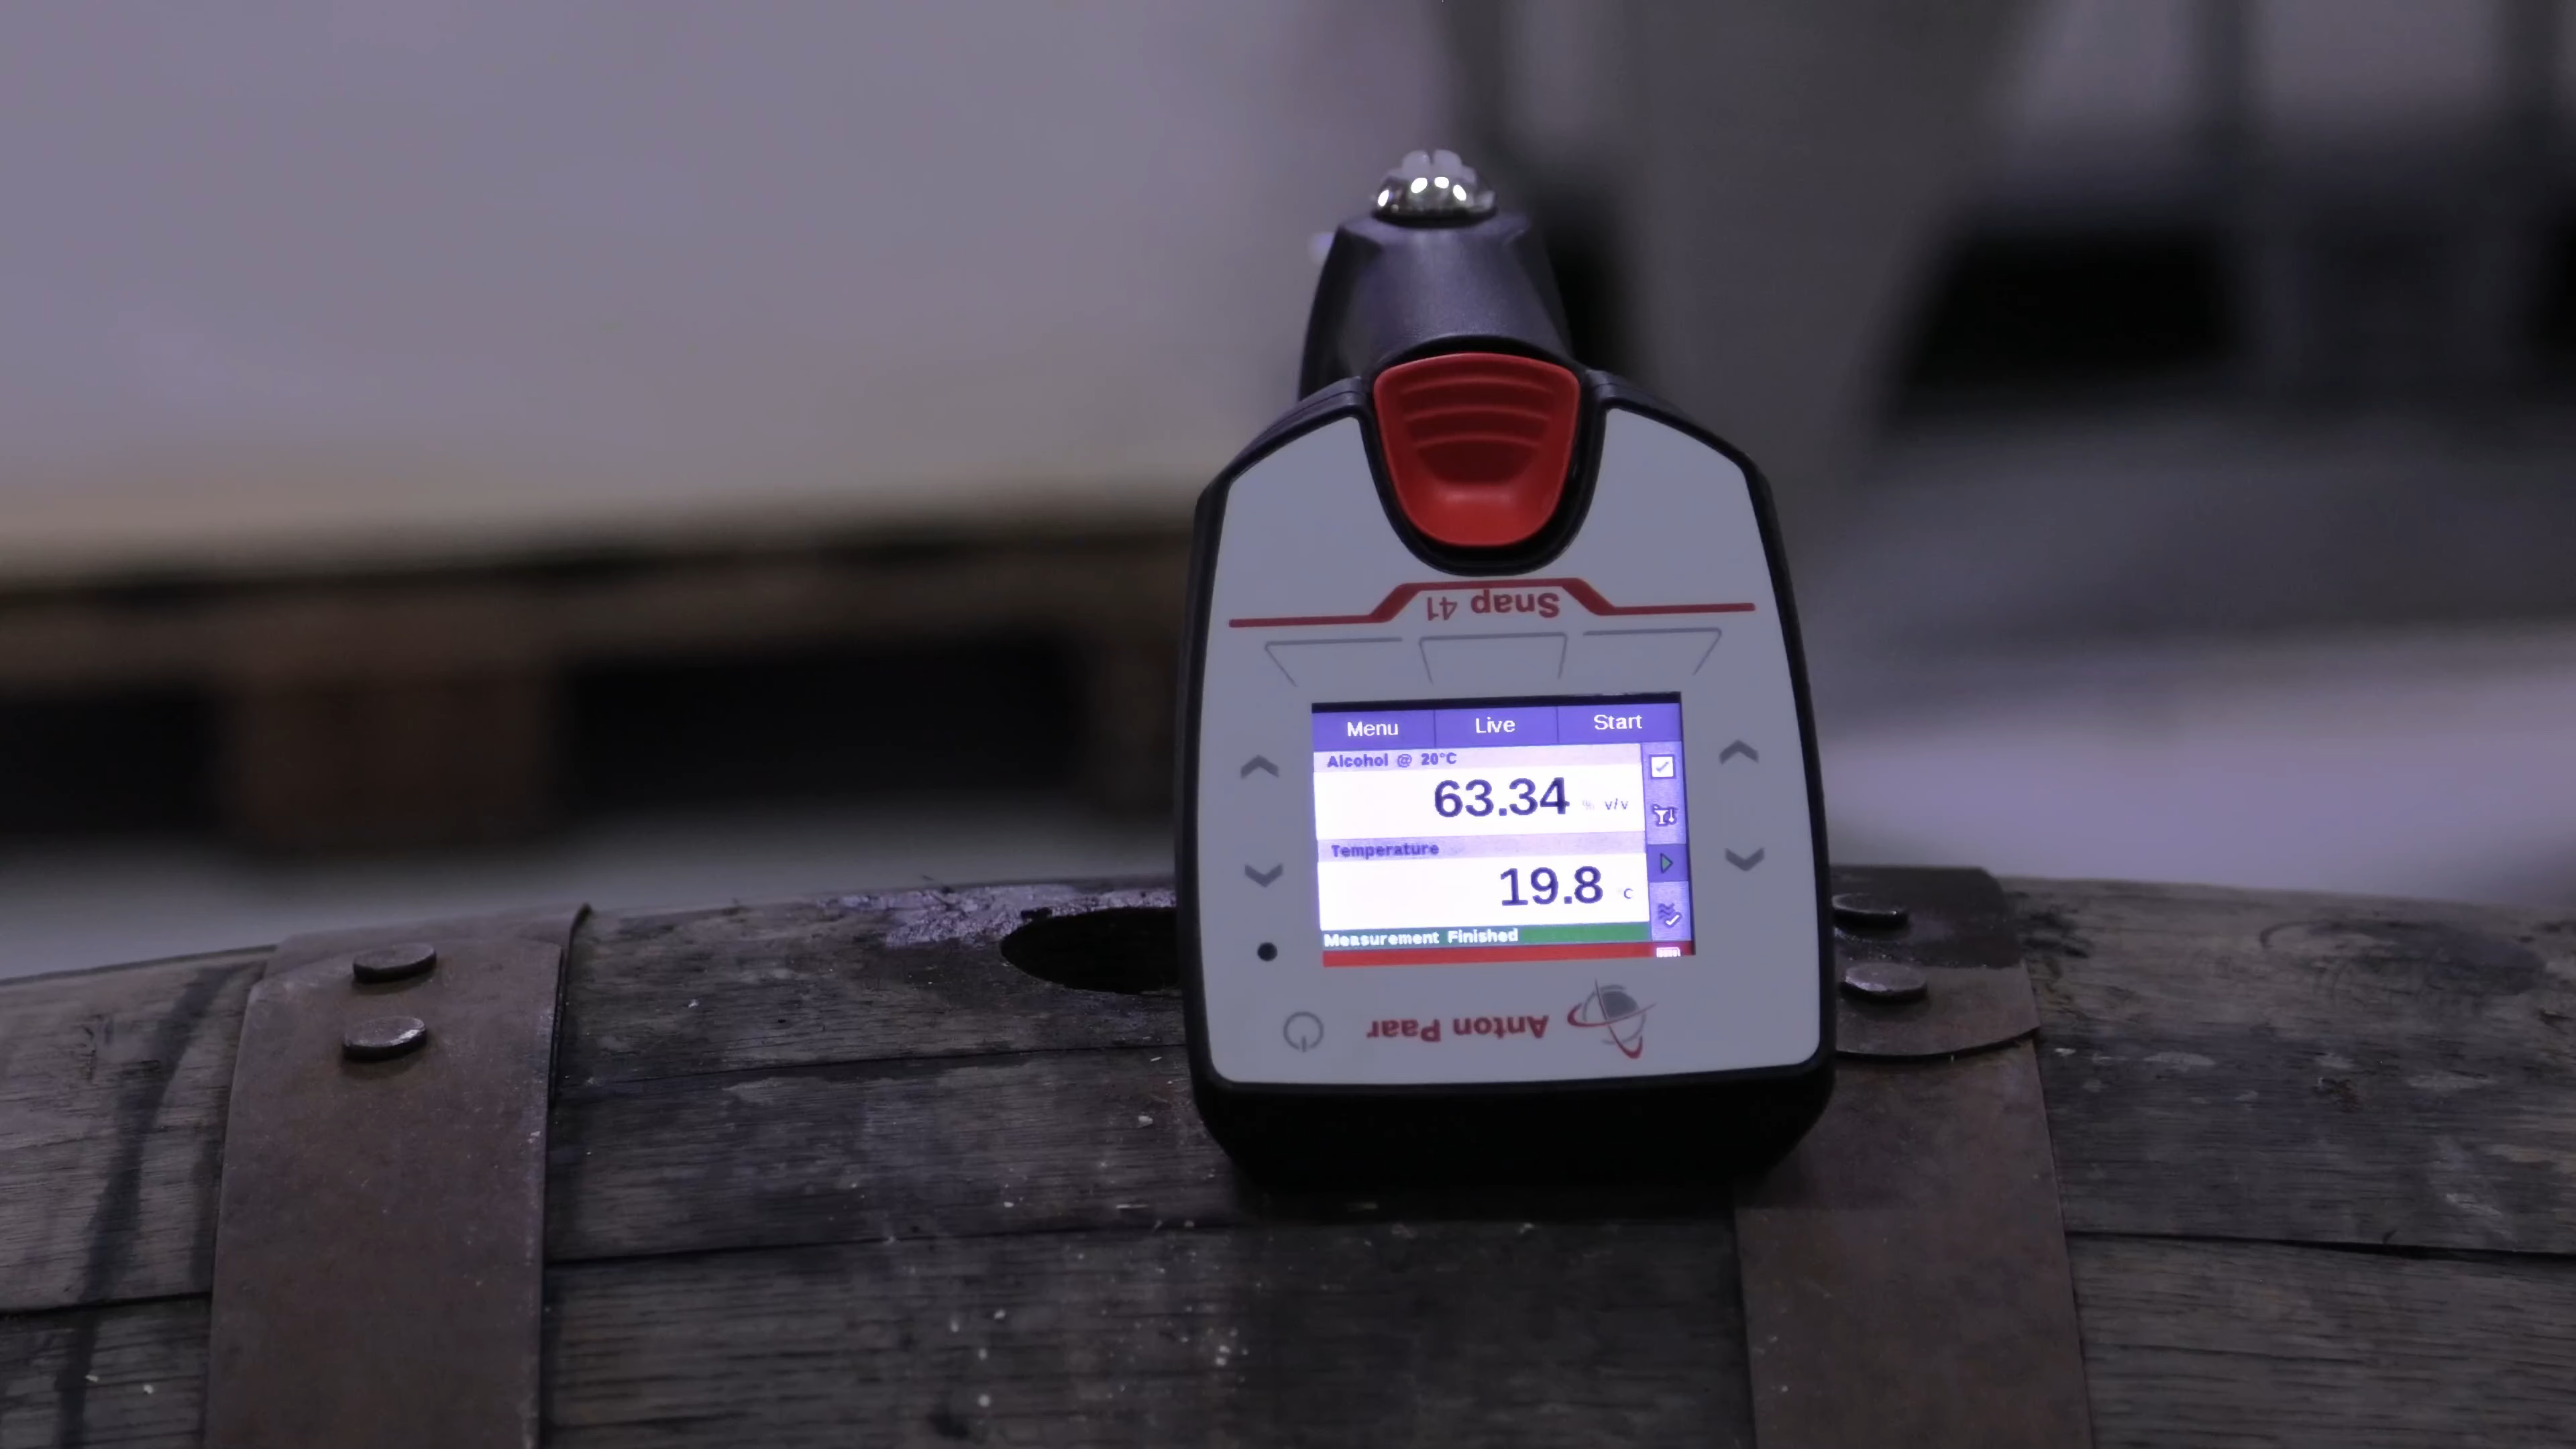 Snap 41
Menu Live Start
Alcohol @ 20°C
63.34 % v/v
Temperature
19.8 °C
Measurement Finished
Anton Paar